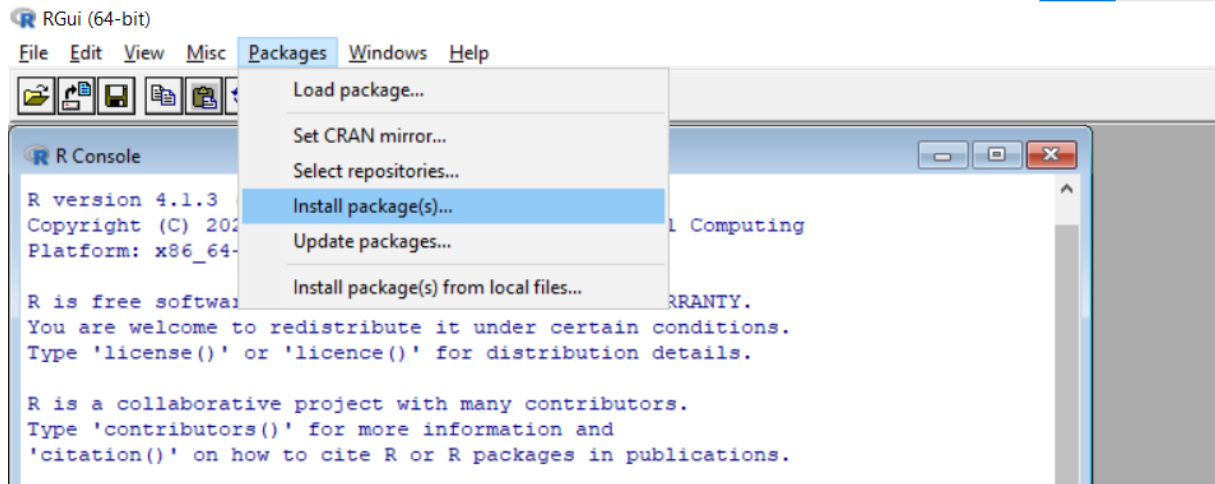 RGui (64-bit)
File Edit View Misc Packages Windows Help
Load package...
Set CRAN mirror...
Select repositories...
Install package(s)...
Update packages...
Install package(s) from local files...
R Console
R version 4.1.3
Copyright (C) 202 l Computing
Platform: x86_64-
R is free softwar RRANTY.
You are welcome to redistribute it under certain conditions.
Type 'license()' or 'licence()' for distribution details.
R is a collaborative project with many contributors.
Type 'contributors()' for more information and
'citation()' on how to cite R or R packages in publications.